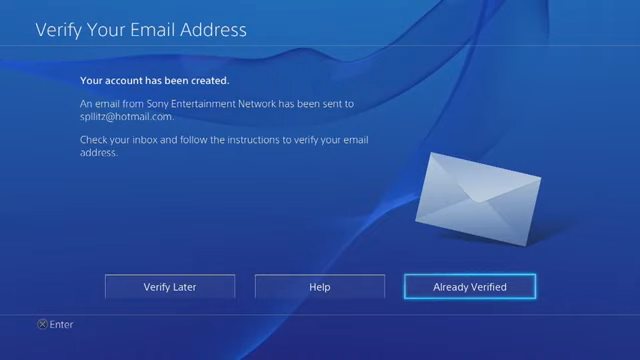 Verify Your Email Address
Your account has been created.
An email from Sony Entertainment Network has been sent to
spllitz@hotmail.com.
Check your inbox and follow the instructions to verify your email
address.
Verify Later
Help
Already Verified
Enter